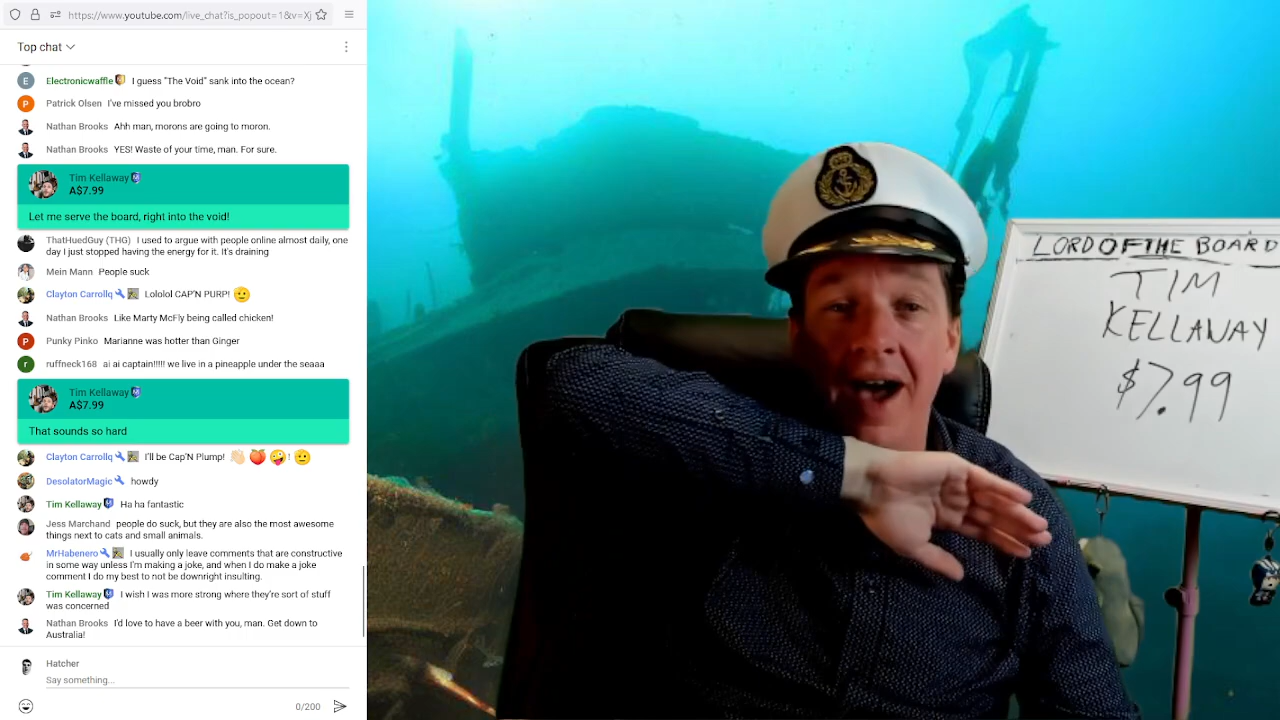 https://www.youtube.com/live_chat?is_popout=1&v=Xj
Top chat
E Electronicwaffle I guess "The Void" sank into the ocean?
P Patrick Olsen I've missed you brobro
Nathan Brooks Ahh man, morons are going to moron.
Nathan Brooks YES! Waste of your time, man. For sure.
Tim Kellaway
A$7.99
Let me serve the board, right into the void!
ThatHuedGuy (THG) I used to argue with people online almost daily, one
day I just stopped having the energy for it. It's draining
Mein Mann People suck
Clayton Carrollq Lololol CAP'N PURP!
Nathan Brooks Like Marty McFly being called chicken!
P Punky Pinko Marianne was hotter than Ginger
r ruffneck168 ai ai captain!!!!! we live in a pineapple under the seaaa
Tim Kellaway
A$7.99
That sounds so hard
Clayton Carrollq I'll be Cap'N Plump! !
DesolatorMagic howdy
Tim Kellaway Ha ha fantastic
Jess Marchand people do suck, but they are also the most awesome
things next to cats and small animals.
MrHabenero I usually only leave comments that are constructive
in some way unless I'm making a joke, and when I do make a joke
comment I do my best to not be downright insulting.
Tim Kellaway I wish I was more strong where they're sort of stuff
was concerned
Nathan Brooks I'd love to have a beer with you, man. Get down to
Australia!
Hatcher
Say something...
0/200
LORD OF THE BOARD
TIM
KELLAWAY
$7.99